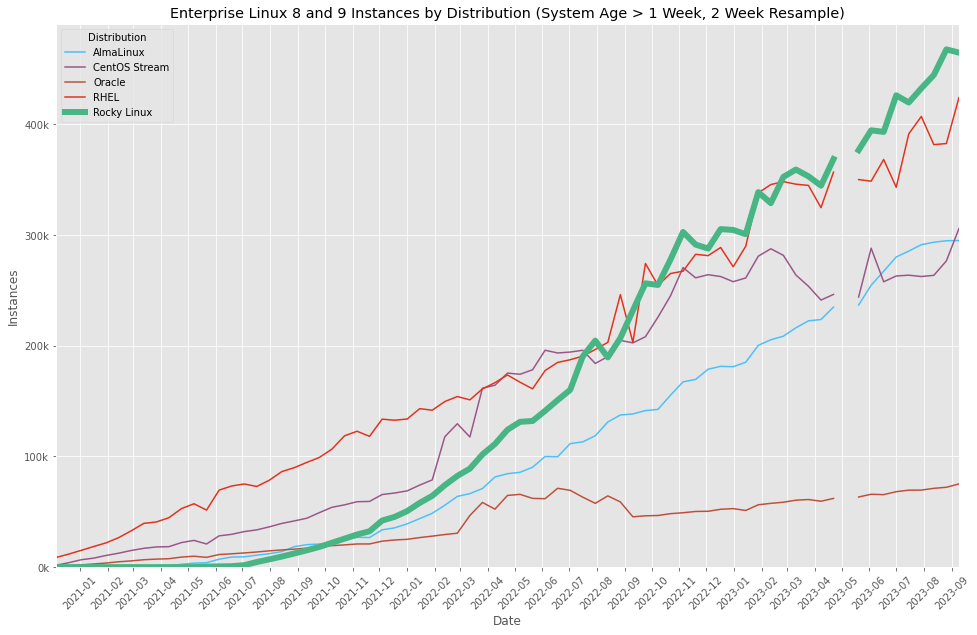 Enterprise Linux 8 and 9 Instances by Distribution (System Age > 1 Week, 2 Week Resample)
Distribution
AlmaLinux
CentOS Stream
Oracle
RHEL
Rocky Linux
Instances
400k
300k
200k
100k
0k
2021-01
2021-02
2021-03
2021-04
2021-05
2021-06
2021-07
2021-08
2021-09
2021-10
2021-11
2021-12
2022-01
2022-02
2022-03
2022-04
2022-05
2022-06
2022-07
2022-08
2022-09
2022-10
2022-11
2022-12
2023-01
2023-02
2023-03
2023-04
2023-05
2023-06
2023-07
2023-08
2023-09
Date